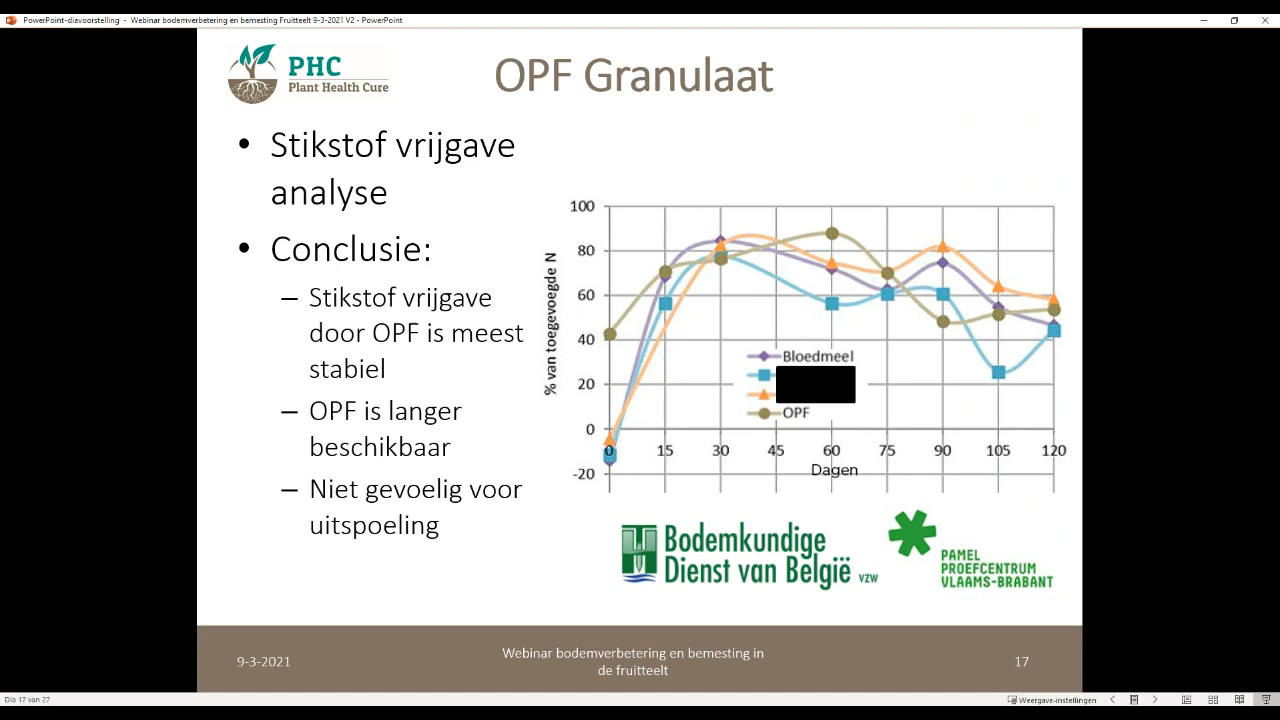 PowerPoint-diavoorstelling - Webinar bodemverbetering en bemesting Fruitteelt 9-3-2021 V2 - PowerPoint
PHC
Plant Health Cure
OPF Granulaat
• Stikstof vrijgave
analyse
• Conclusie:
– Stikstof vrijgave
door OPF is meest
stabiel
– OPF is langer
beschikbaar
– Niet gevoelig voor
uitspoeling
% van toegevoegde N
100
80
60
40
20
0
-20
0 15 30 45 60 75 90 105 120
Dagen
Bloedmeel
OPF
Bodemkundige
Dienst van België vzw
PAMEL
PROEFCENTRUM
VLAAMS-BRABANT
9-3-2021
Webinar bodemverbetering en bemesting in
de fruitteelt
17
Dia 17 van 27
Weergave-instellingen